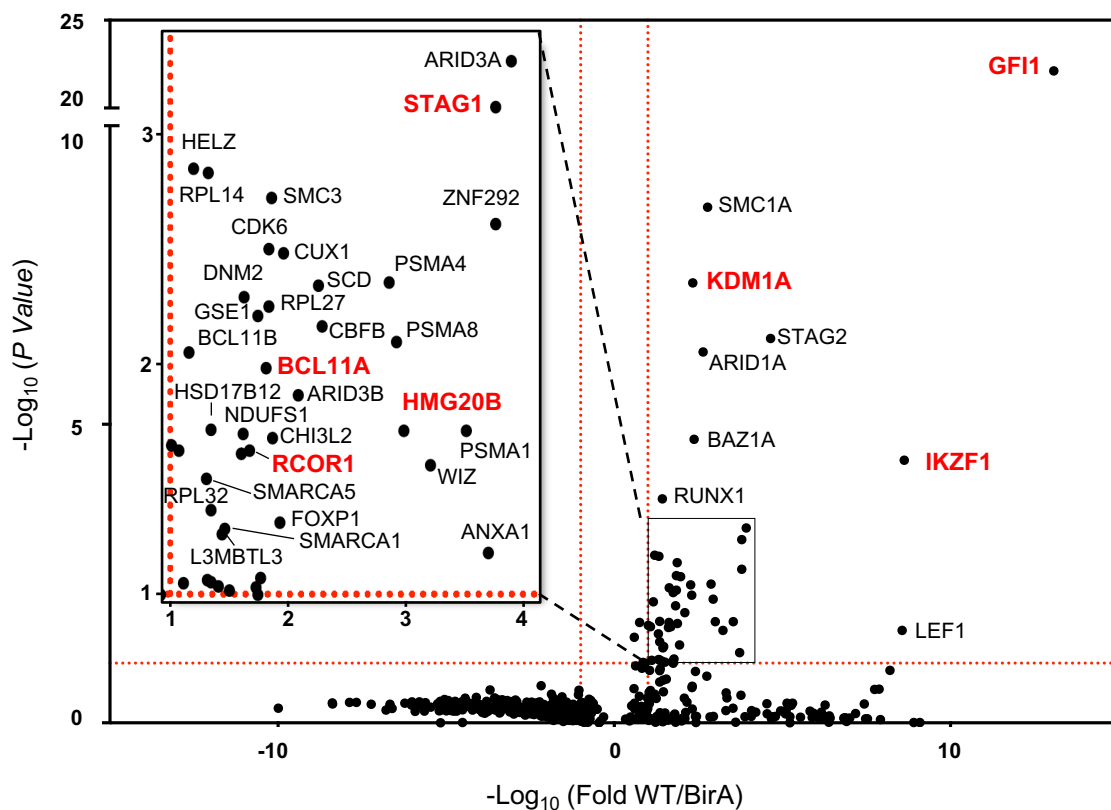 25
20
10
5
0
-Log10 (P Value)
GFI1
SMC1A
KDM1A
STAG2
ARID1A
BAZ1A
IKZF1
RUNX1
LEF1
ARID3A
STAG1
3
HELZ
RPL14
SMC3
ZNF292
CDK6
CUX1
DNM2
SCD
PSMA4
GSE1
RPL27
BCL11B
CBFB
PSMA8
2
BCL11A
HSD17B12
ARID3B
HMG20B
NDUFS1
CHI3L2
PSMA1
RCOR1
WIZ
SMARCA5
RPL32
FOXP1
SMARCA1
ANXA1
L3MBTL3
1
1 2 3 4
-10 0 10
-Log10 (Fold WT/BirA)